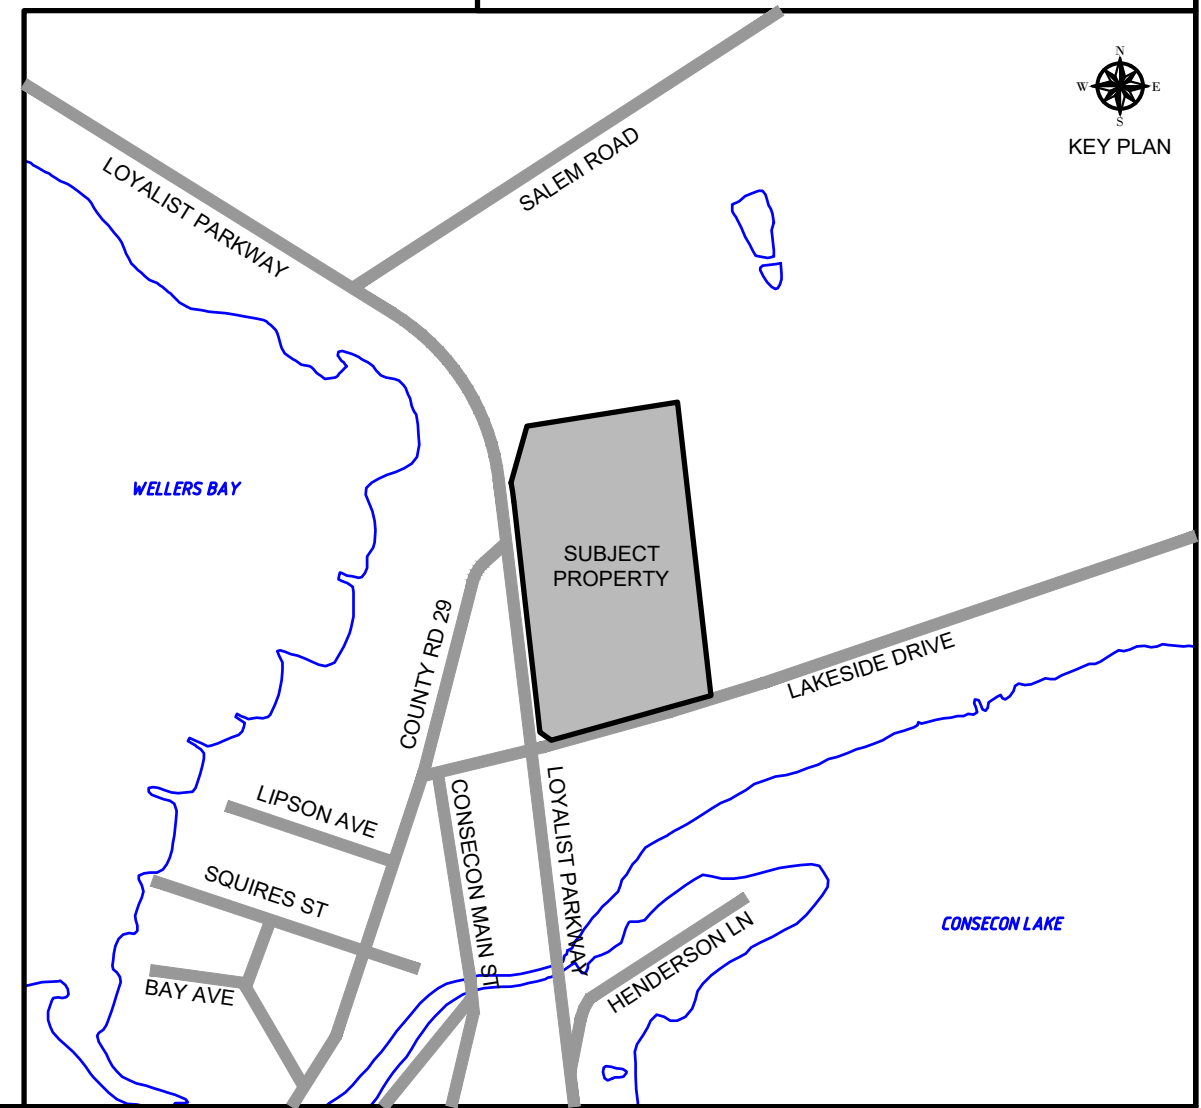 N
W E
S
KEY PLAN
SALEM ROAD
LOYALIST PARKWAY
WELLERS BAY
SUBJECT
PROPERTY
COUNTY RD 29
LAKESIDE DRIVE
LIPSON AVE
CONSECON MAIN ST
LOYALIST PARKWAY
SQUIRES ST
CONSECON LAKE
HENDERSON LN
BAY AVE